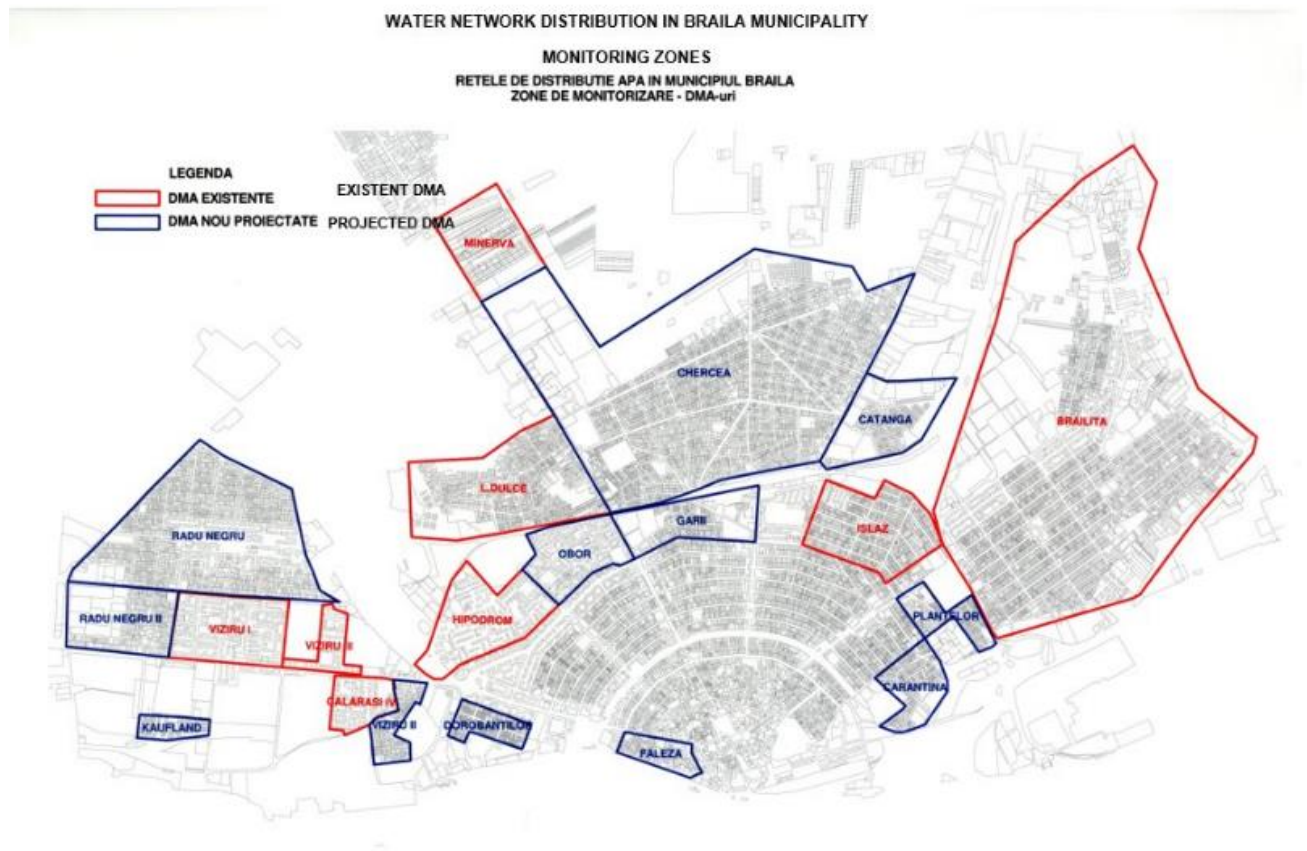 WATER NETWORK DISTRIBUTION IN BRAILA MUNICIPALITY
MONITORING ZONES
RETELE DE DISTRIBUTIE APA IN MUNICIPIUL BRAILA
ZONE DE MONITORIZARE - DMA-uri
LEGENDA
DMA EXISTENTE
EXISTENT DMA
DMA NOU PROIECTATE
PROJECTED DMA
MINERVA
CHERCEA
CATANGA
BRAILITA
L.DULCE
GARII
ISLAZ
RADU NEGRU
OBOR
RADU NEGRU II
VIZIRU I
HIPODROM
PLANTELOR
VIZIRU III
CARANTINA
CALARASI IV
KAUFLAND
VIZIRU II
DOROBANTILOR
FALEZA